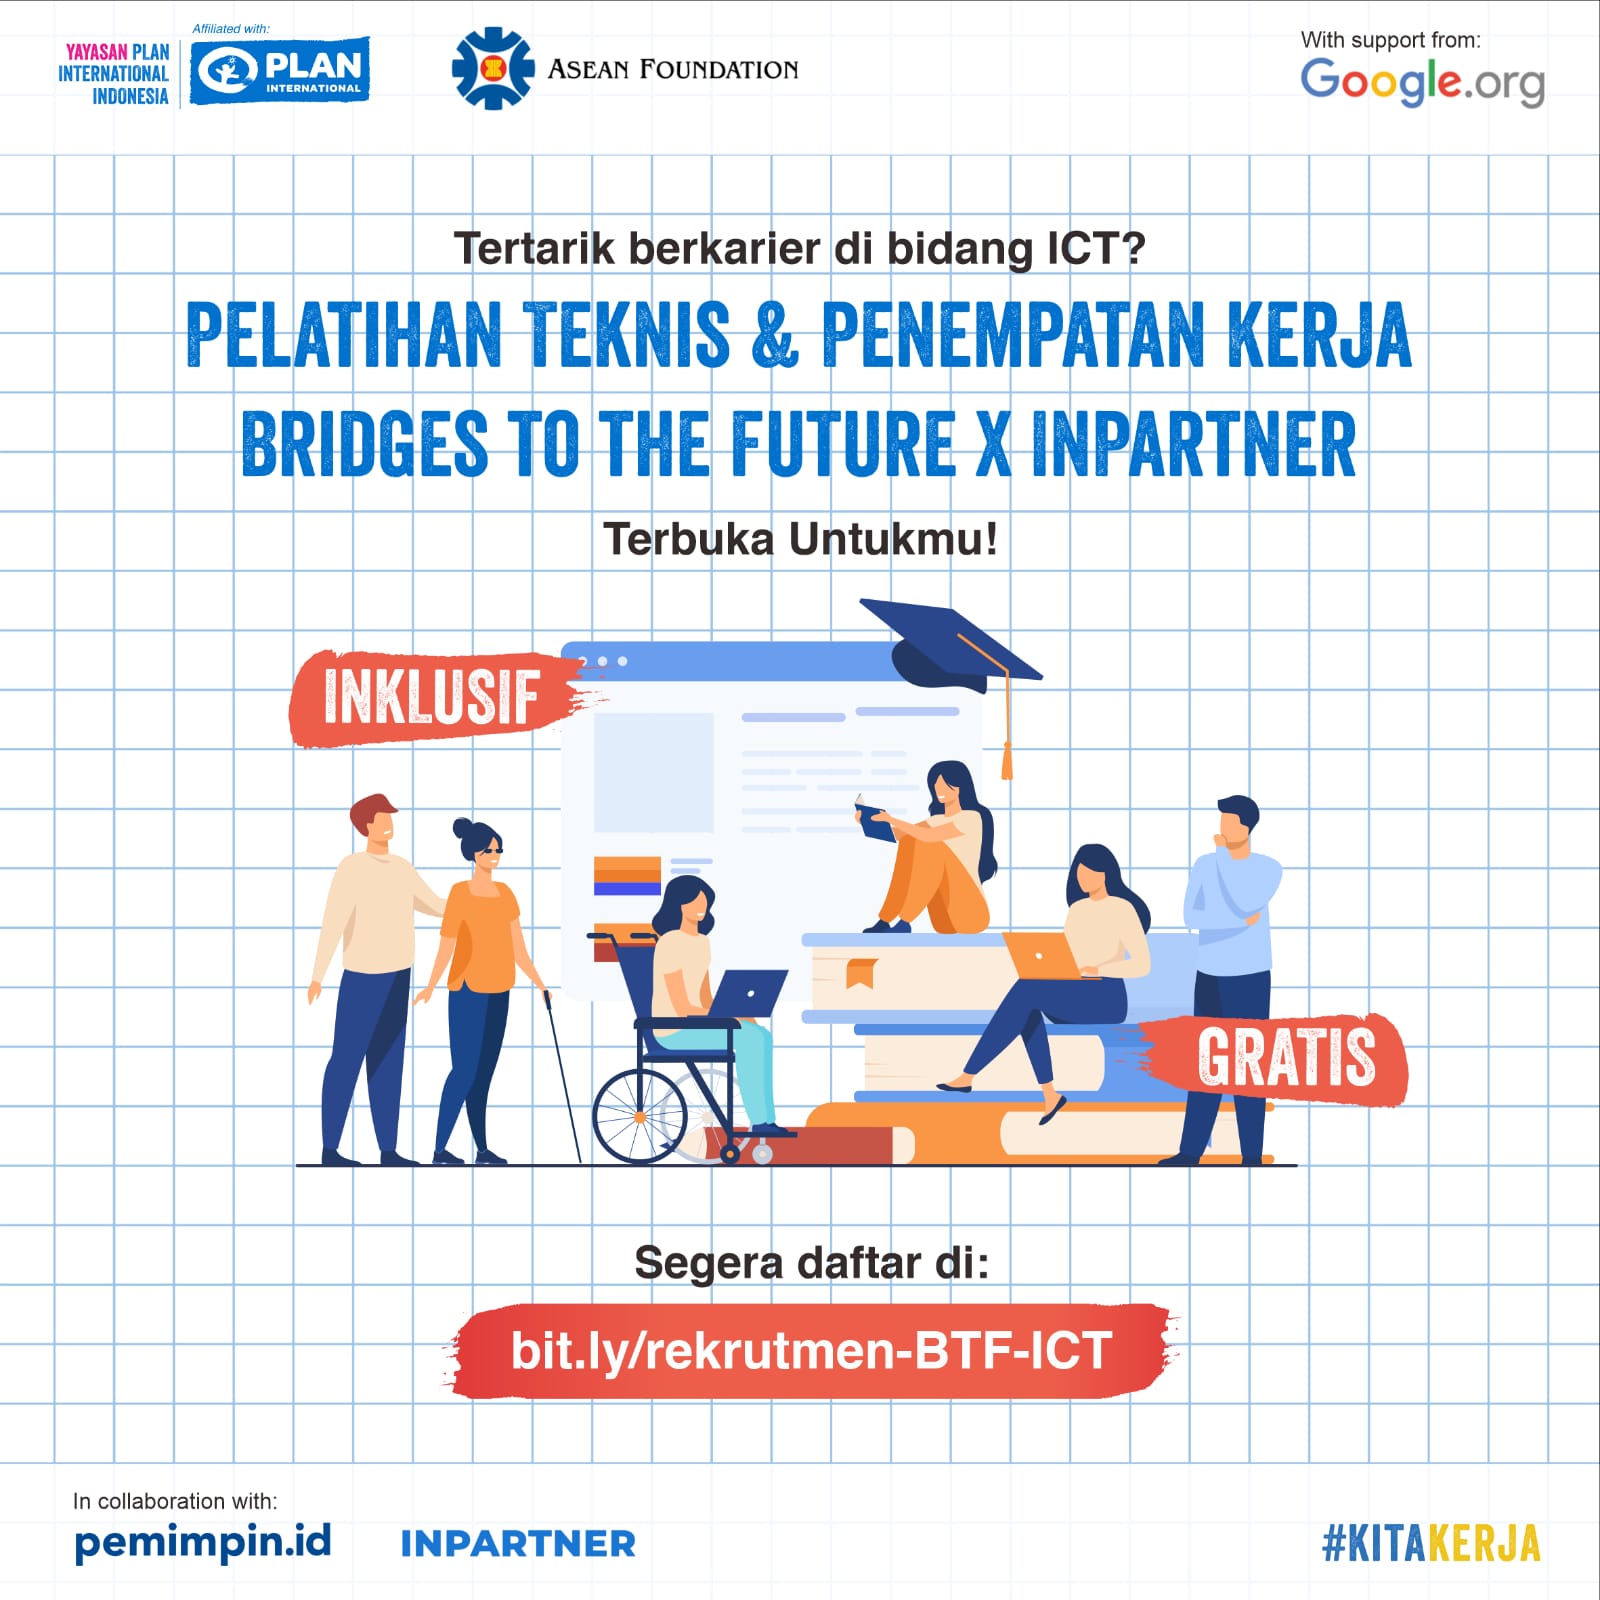 YAYASAN PLAN
INTERNATIONAL
INDONESIA
Affiliated with:
PLAN
INTERNATIONAL
ASEAN FOUNDATION
With support from:
Google.org
Tertarik berkarier di bidang ICT?
PELATIHAN TEKNIS & PENEMPATAN KERJA
BRIDGES TO THE FUTURE X INPARTNER
Terbuka Untukmu!
INKLUSIF
GRATIS
Segera daftar di:
bit.ly/rekrutmen-BTF-ICT
In collaboration with:
pemimpin.id
INPARTNER
#KITAKERJA